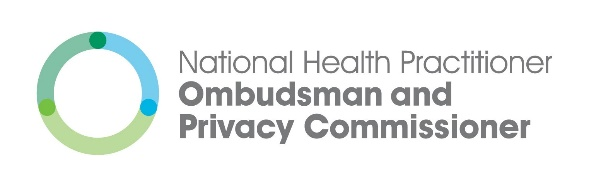 National Health Practitioner
Ombudsman and
Privacy Commissioner